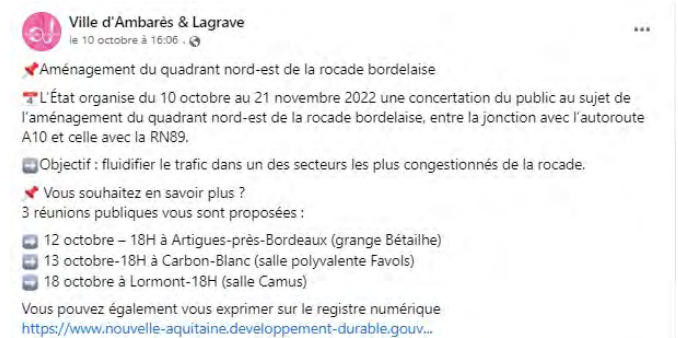 Ville d'Ambarès & Lagrave
le 10 octobre à 16:06 .
📌Aménagement du quadrant nord-est de la rocade bordelaise
📅L'État organise du 10 octobre au 21 novembre 2022 une concertation du public au sujet de
l'aménagement du quadrant nord-est de la rocade bordelaise, entre la jonction avec l'autoroute
A10 et celle avec la RN89.
➡️Objectif : fluidifier le trafic dans un des secteurs les plus congestionnés de la rocade.
📌 Vous souhaitez en savoir plus ?
3 réunions publiques vous sont proposées :
➡️ 12 octobre – 18H à Artigues-près-Bordeaux (grange Bétailhe)
➡️ 13 octobre-18H à Carbon-Blanc (salle polyvalente Favols)
➡️ 18 octobre à Lormont-18H (salle Camus)
Vous pouvez également vous exprimer sur le registre numérique
https://www.nouvelle-aquitaine.developpement-durable.gouv...